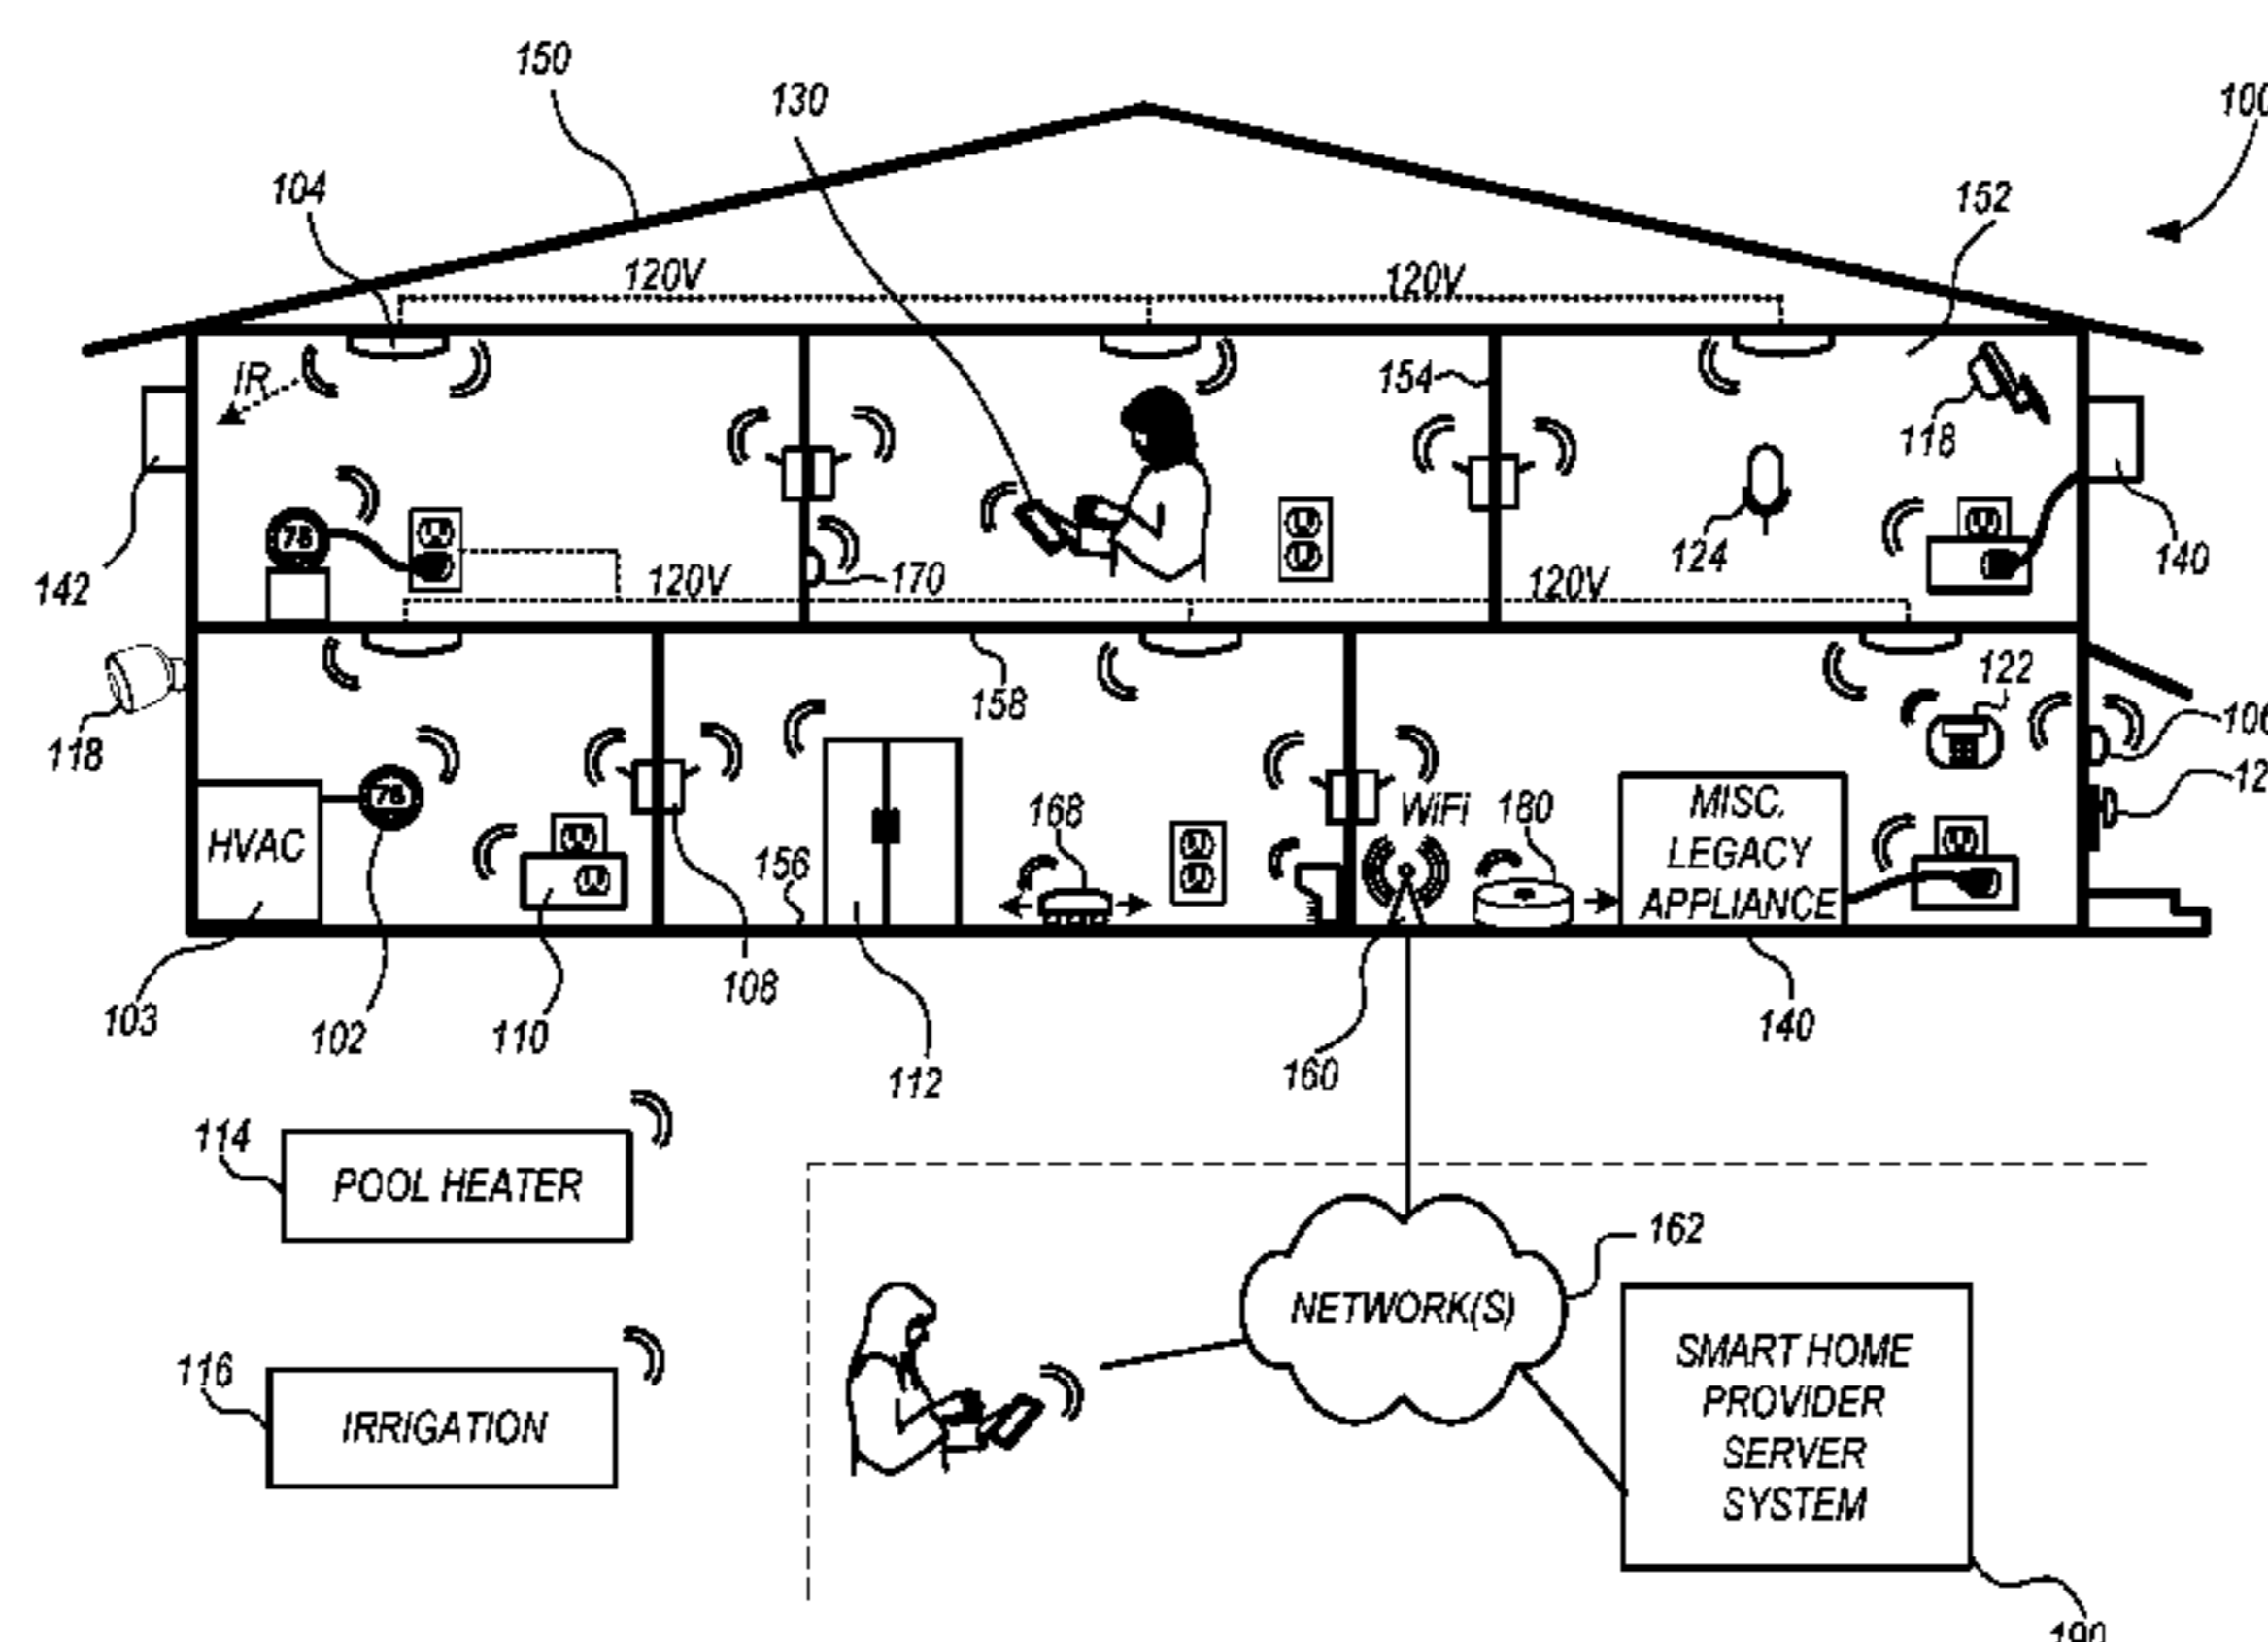 150
130
100
104
152
120V
120V
IR
154
118
78
142
124
140
170
120V
120V
158
122
118
78
HVAC
168
WiFi
180
MISC.
LEGACY
APPLIANCE
156
108
103
102
110
112
160
140
114
POOL HEATER
162
NETWORK(S)
116
IRRIGATION
SMART HOME
PROVIDER
SERVER
SYSTEM